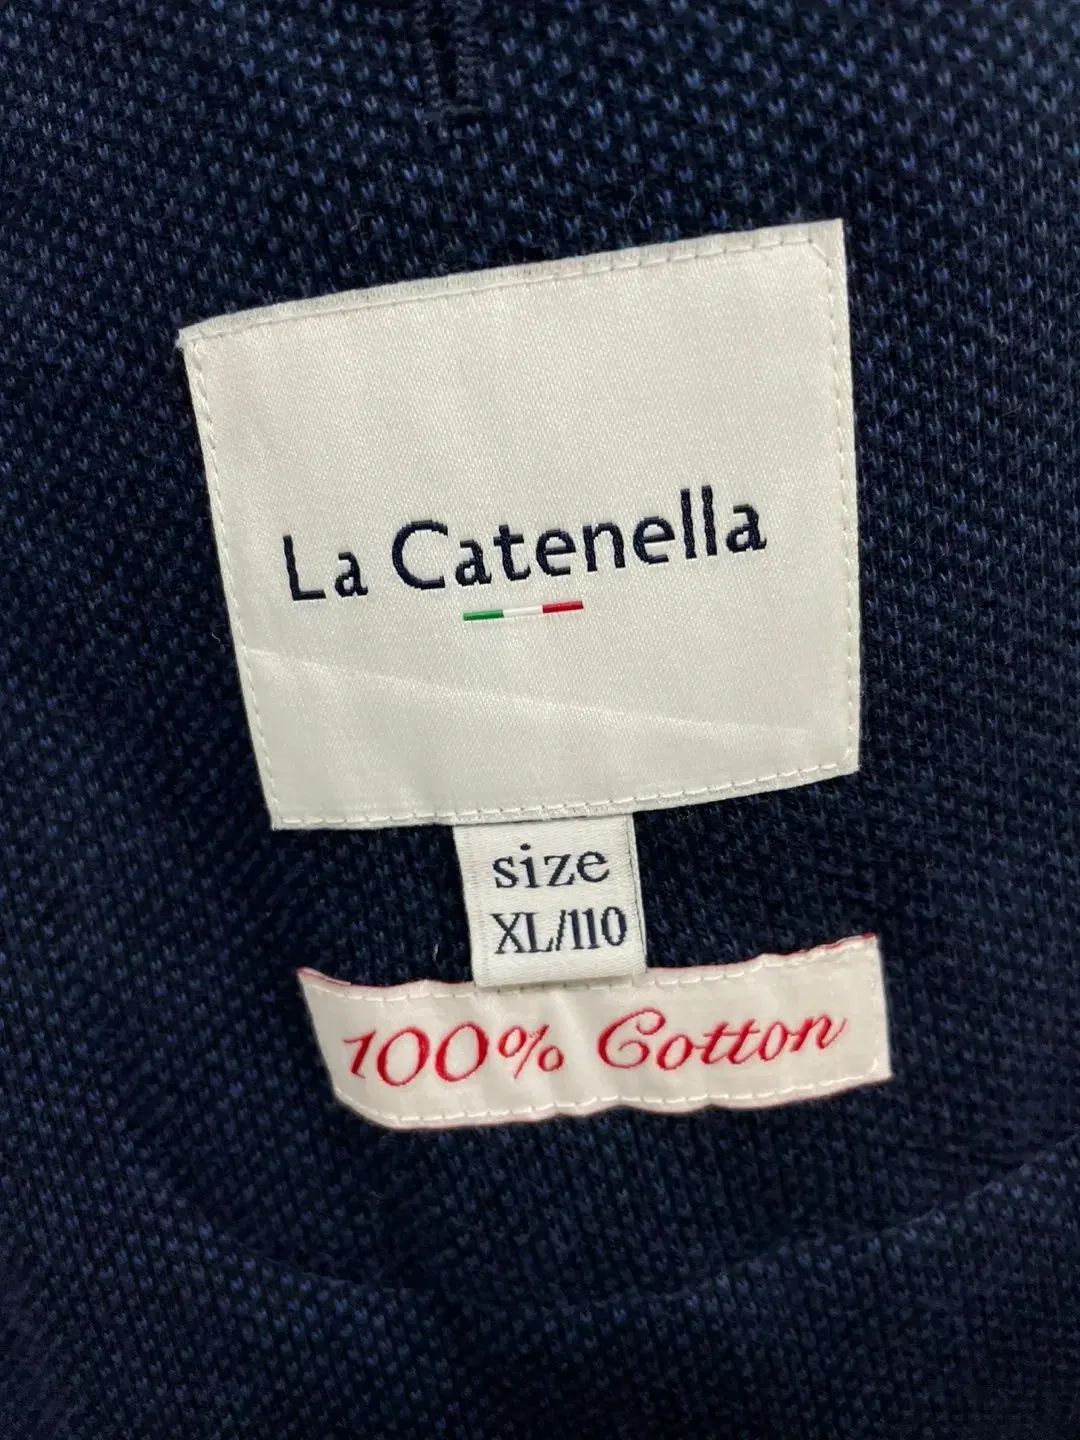 La Catenella
size
XL/110
100% Cotton